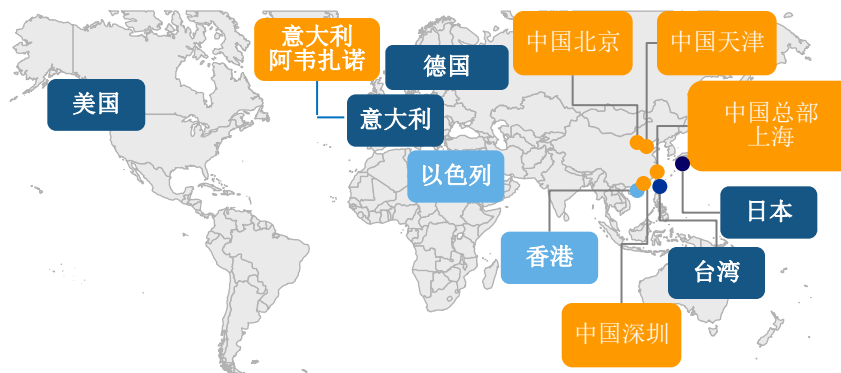 意大利
阿韦扎诺
中国北京
中国天津
德国
美国
意大利
中国总部
上海
以色列
日本
香港
台湾
中国深圳